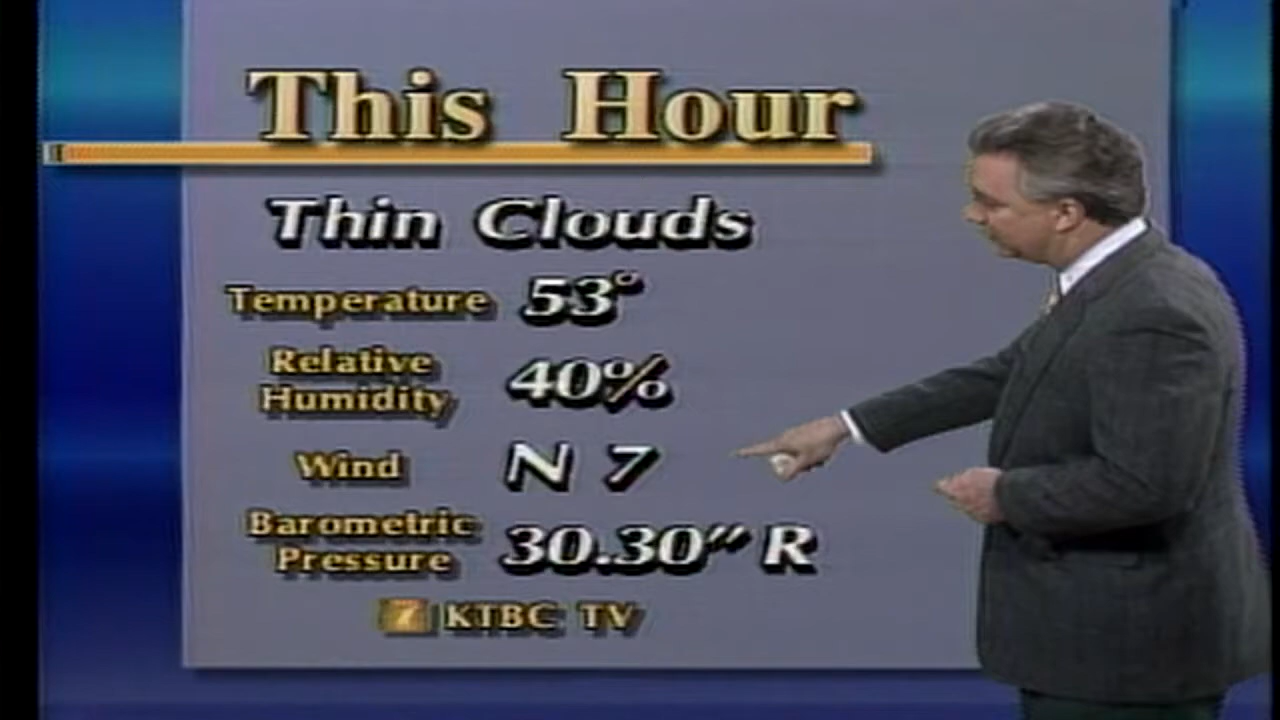 This Hour
Thin Clouds
Temperature 53°
Relative Humidity 40%
Wind N 7
Barometric Pressure 30.30" R
7 KTBC TV